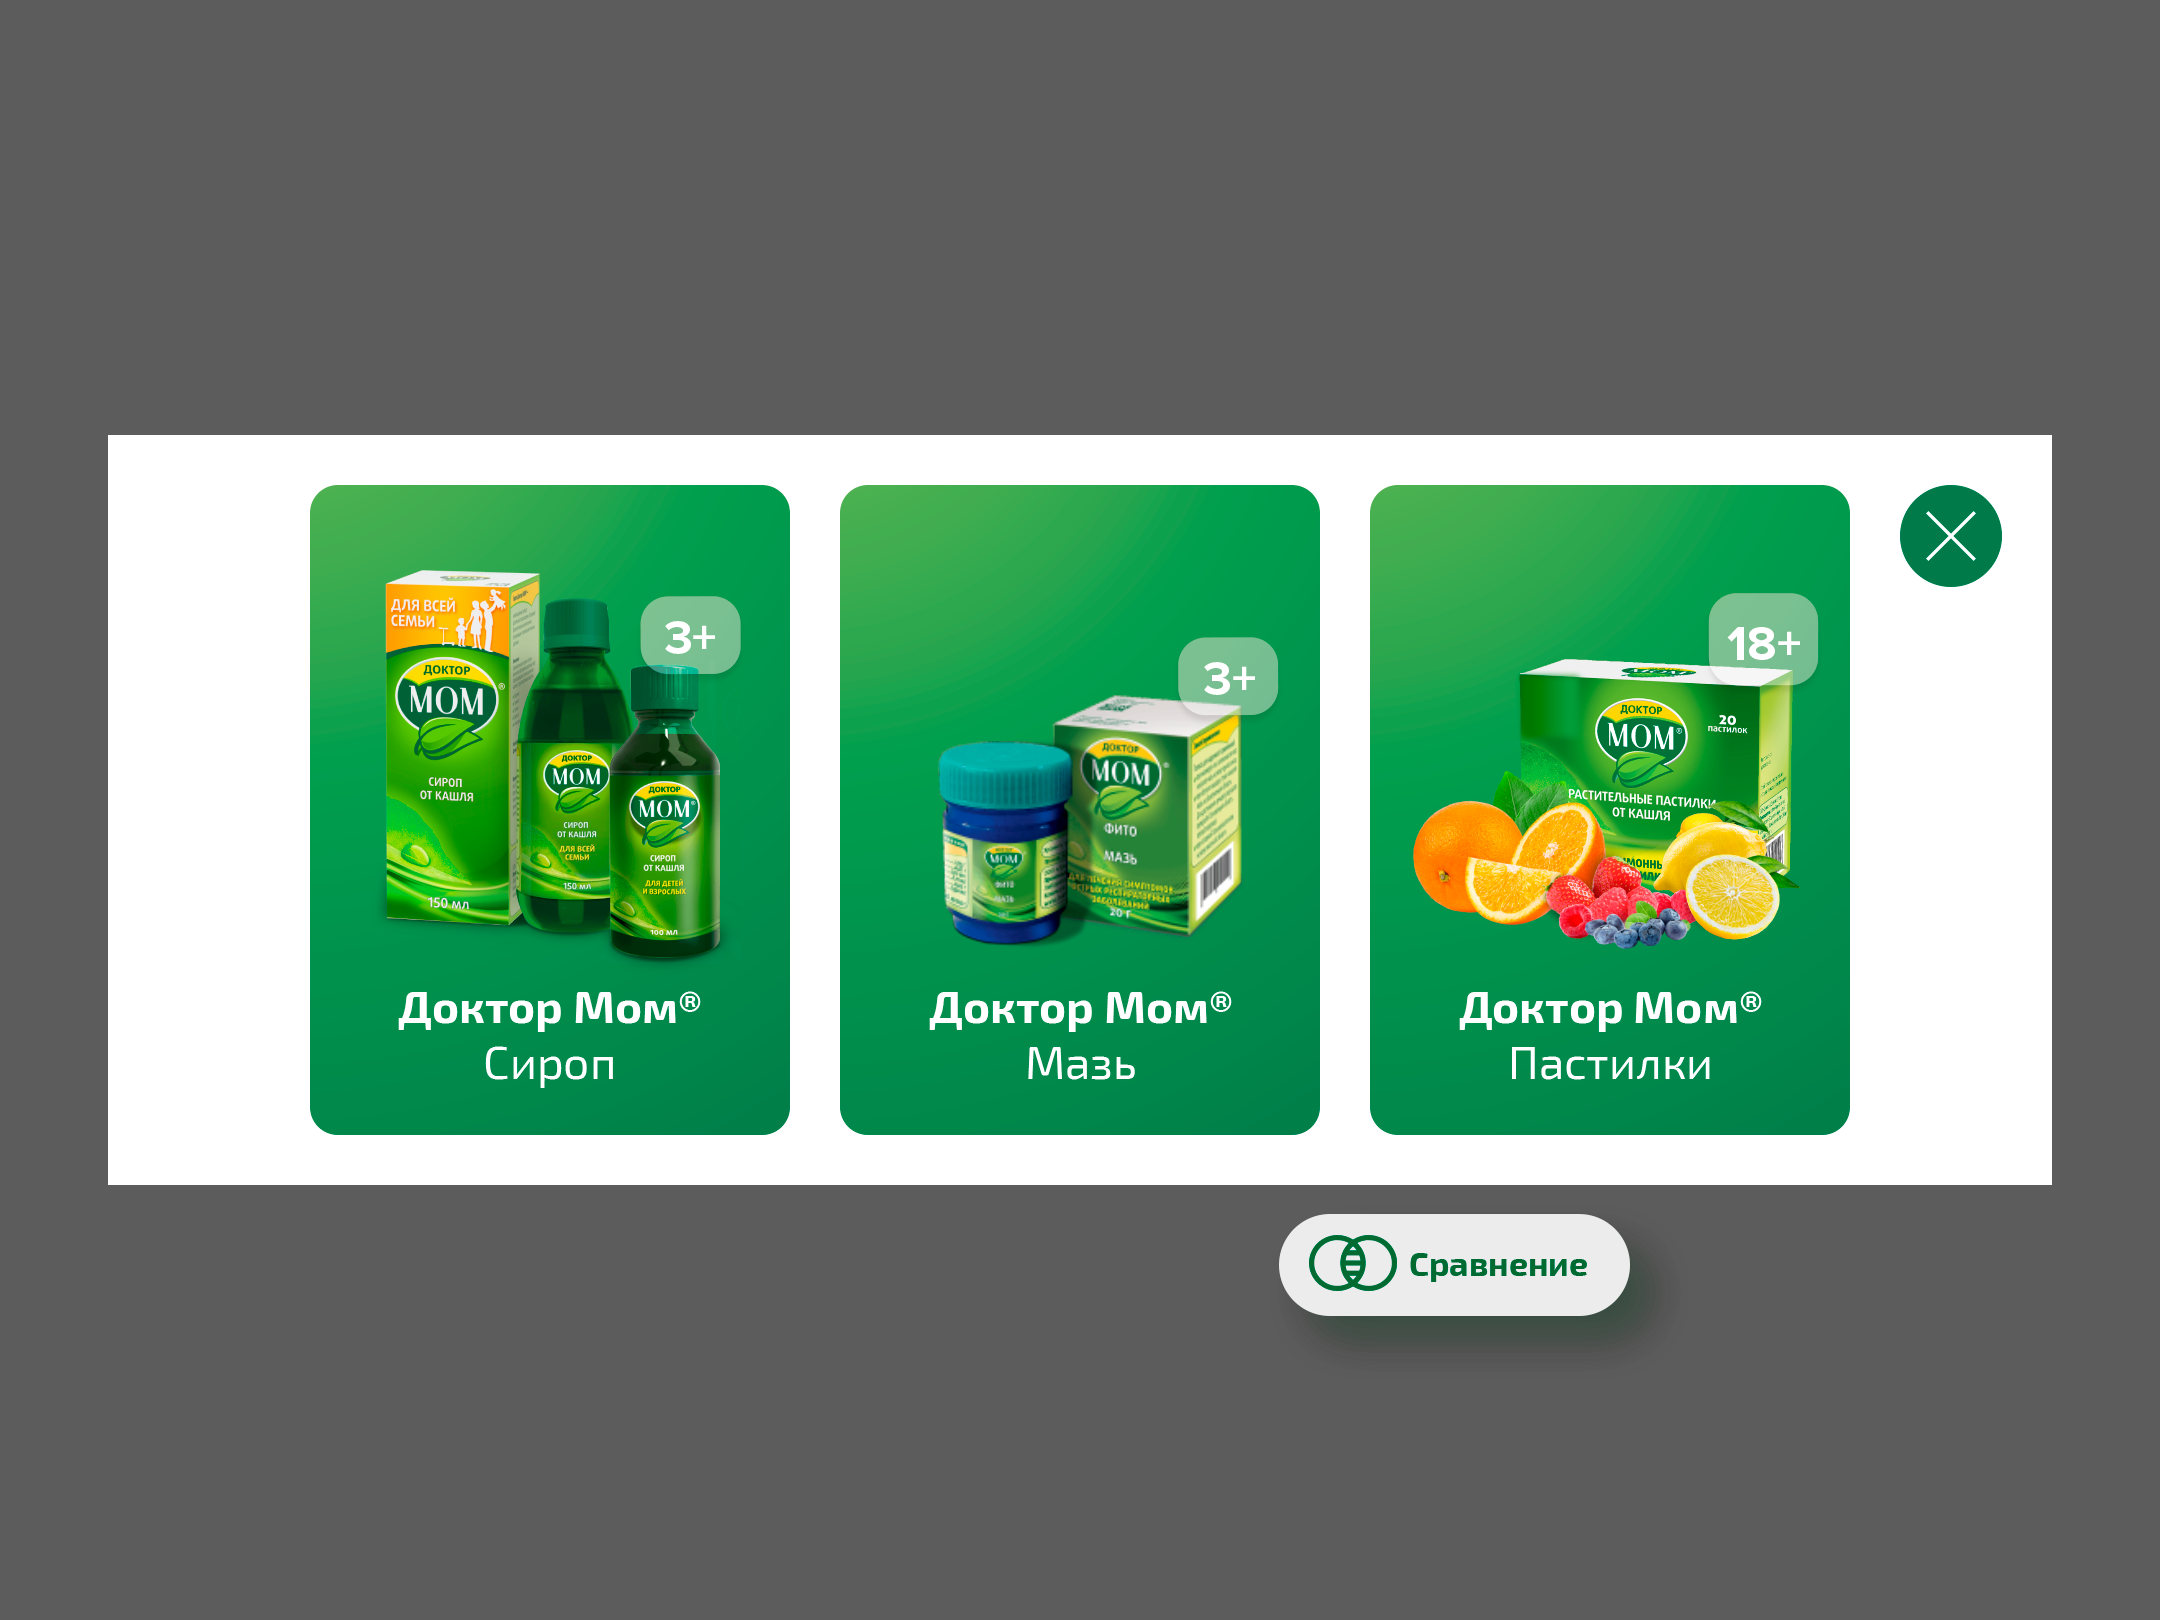 ДЛЯ ВСЕЙ
СЕМЬИ
ДОКТОР
МОМ®
СИРОП
ОТ КАШЛЯ
150 мл
ДОКТОР
МОМ
СИРОП
ОТ КАШЛЯ
ДЛЯ ВСЕЙ
СЕМЬИ
150 мл
3+
ДОКТОР
МОМ®
СИРОП
ОТ КАШЛЯ
ДЛЯ ДЕТЕЙ
И ВЗРОСЛЫХ
100 мл
Доктор Мом®
Сироп
3+
ДОКТОР
МОМ®
ФИТО
МАЗЬ
20 Г
МОМ
ФИТО
МАЗЬ
Доктор Мом®
Мазь
18+
ДОКТОР
МОМ®
20
пастилок
РАСТИТЕЛЬНЫЕ ПАСТИЛКИ
ОТ КАШЛЯ
Доктор Мом®
Пастилки
Сравнение